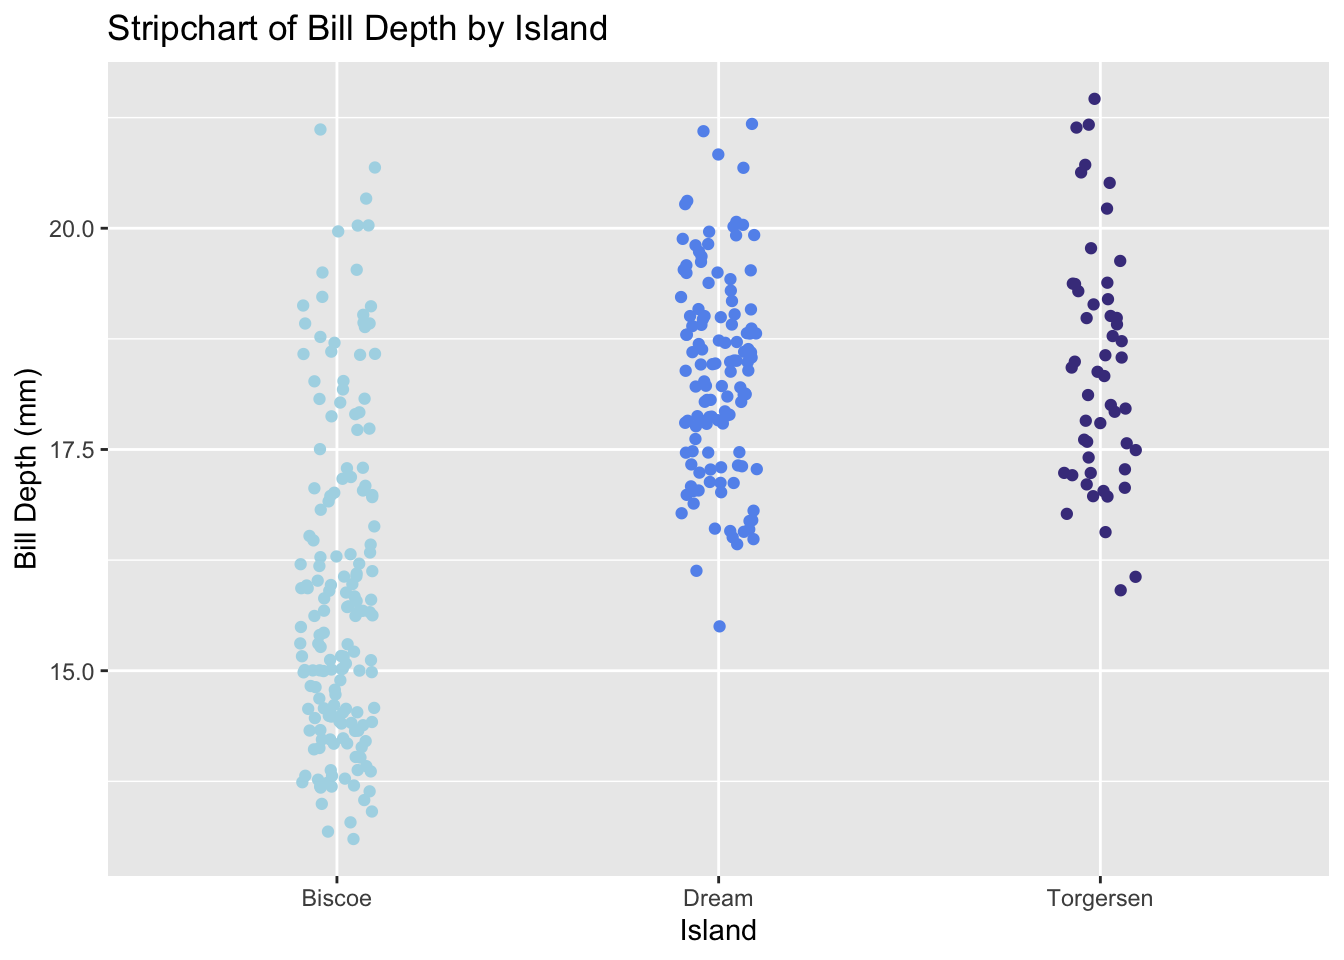 Stripchart of Bill Depth by Island
Bill Depth (mm)
20.0
17.5
15.0
Biscoe
Dream
Torgersen
Island